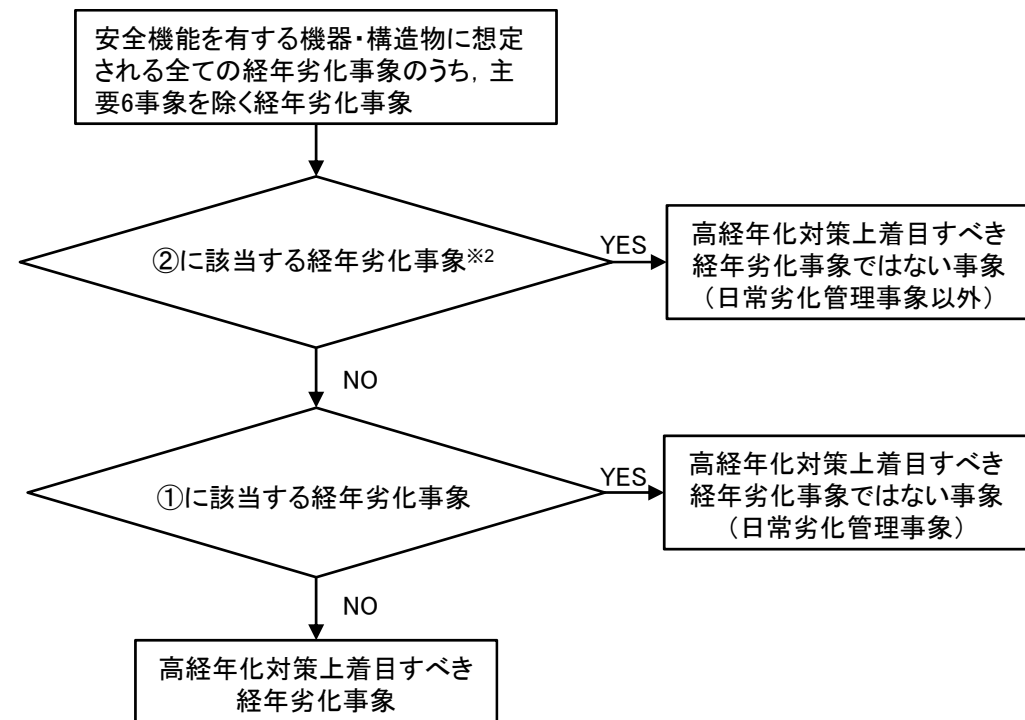 安全機能を有する機器・構造物に想定
される全ての経年劣化事象のうち，主
要6事象を除く経年劣化事象
②に該当する経年劣化事象※2
YES
高経年化対策上着目すべき
経年劣化事象ではない事象
（日常劣化管理事象以外）
NO
①に該当する経年劣化事象
YES
高経年化対策上着目すべき
経年劣化事象ではない事象
（日常劣化管理事象）
NO
高経年化対策上着目すべき
経年劣化事象